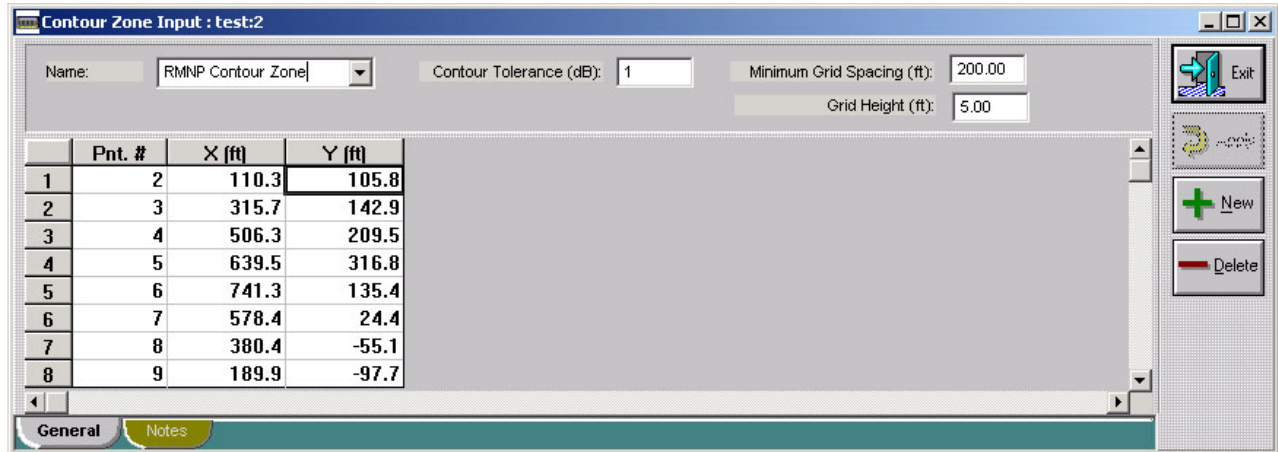 Contour Zone Input : test:2
Name: RMNP Contour Zone Contour Tolerance (dB): 1 Minimum Grid Spacing (ft): 200.00
Grid Height (ft): 5.00
Exit
Apply
New
Delete
Pnt. # X (ft) Y (ft)
1 2 110.3 105.8
2 3 315.7 142.9
3 4 506.3 209.5
4 5 639.5 316.8
5 6 741.3 135.4
6 7 578.4 24.4
7 8 380.4 -55.1
8 9 189.9 -97.7
General Notes